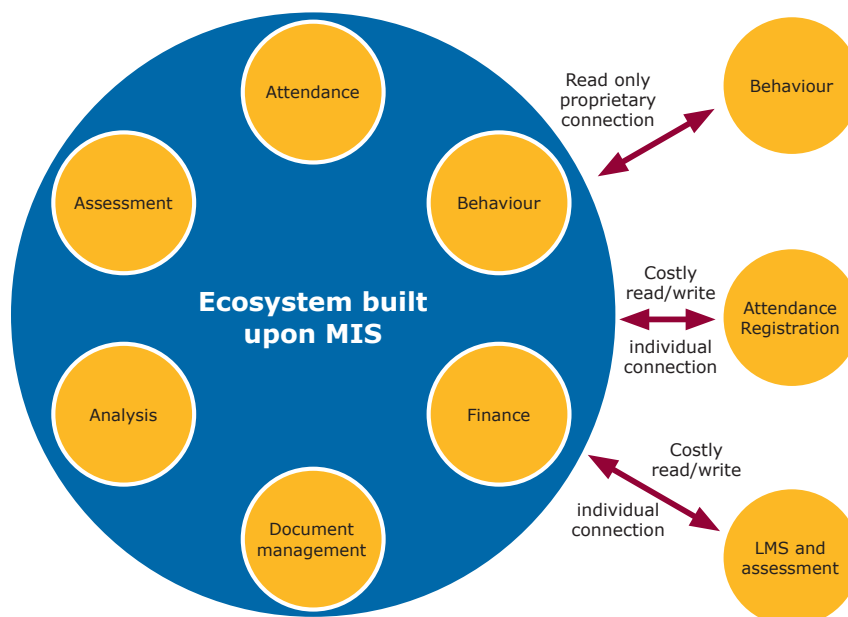 Attendance
Assessment
Behaviour
Ecosystem built
upon MIS
Analysis
Finance
Document
management
Read only
proprietary
connection
Behaviour
Costly
read/write
individual
connection
Attendance
Registration
Costly
read/write
individual
connection
LMS and
assessment